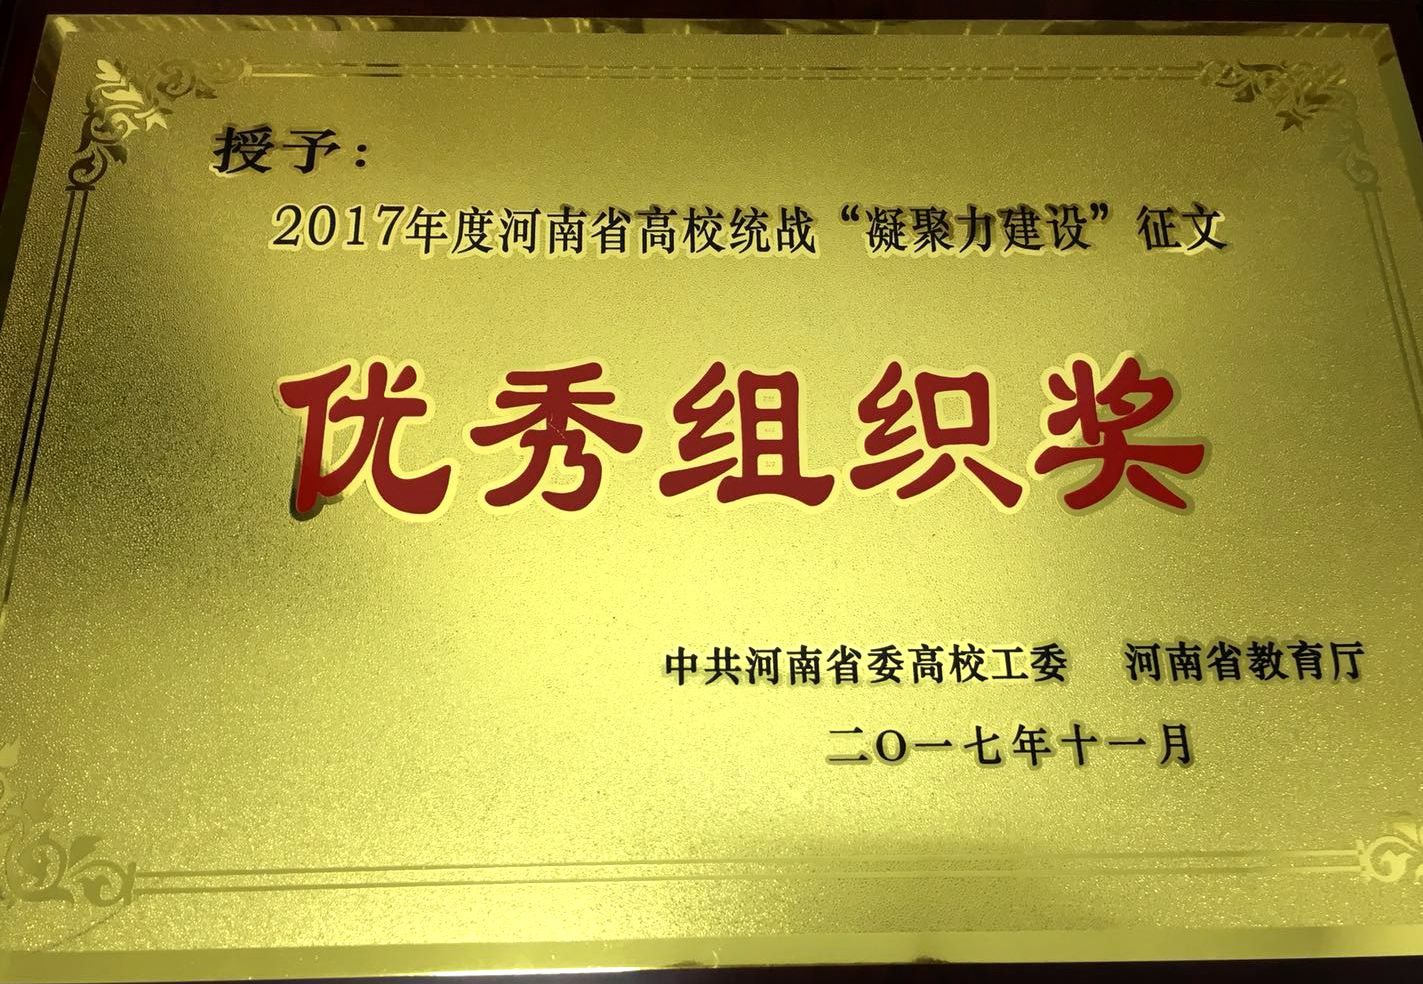 授予：
2017年度河南省高校统战“凝聚力建设”征文
优秀组织奖
中共河南省委高校工委 河南省教育厅
二〇一七年十一月